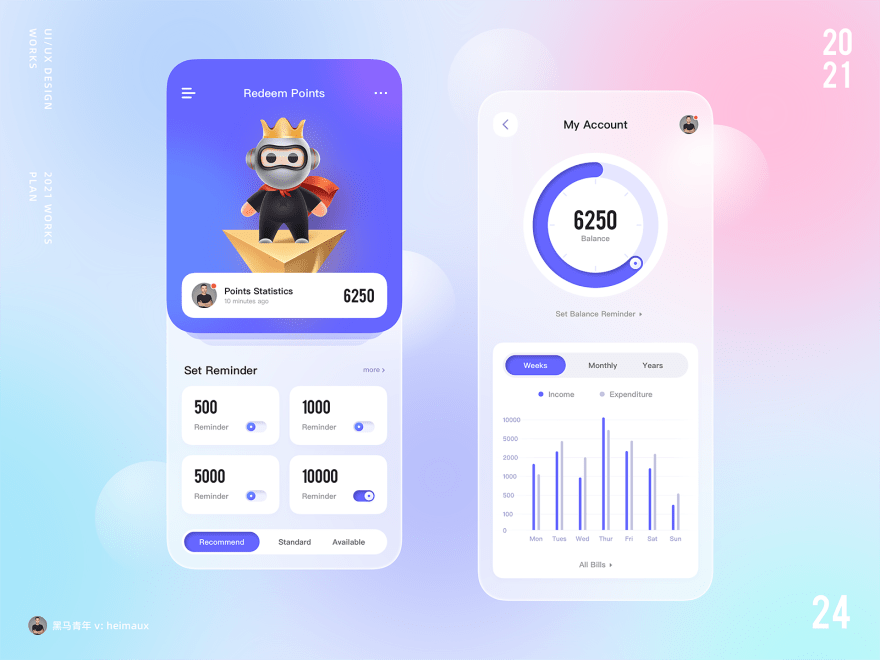 UI/UX DESIGN
WORKS
2021 WORKS
PLAN
20
21
Redeem Points
Points Statistics
10 minutes ago
6250
Set Reminder
more ›
500
Reminder
1000
Reminder
5000
Reminder
10000
Reminder
Recommend
Standard
Available
My Account
6250
Balance
Set Balance Reminder
Weeks
Monthly
Years
Income
Expenditure
10000
5000
2000
1000
500
100
0
Mon
Tues
Wed
Thur
Fri
Sat
Sun
All Bills
黑马青年 v: heimaux
24